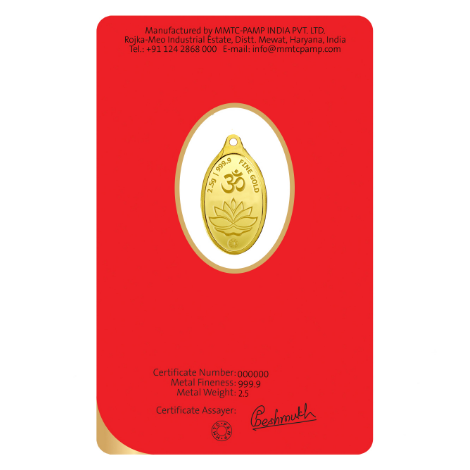 Manufactured by MMTC-PAMP INDIA PVT. LTD.
Rojka-Meo Industrial Estate, Distt. Mewat, Haryana, India
Tel.: +91 124 2868 000 E-mail: info@mmtcpamp.com
2.5g | 999.9 FINE GOLD
ॐ
Certificate Number: 000000
Metal Fineness: 999.9
Metal Weight: 2.5
Certificate Assayer: